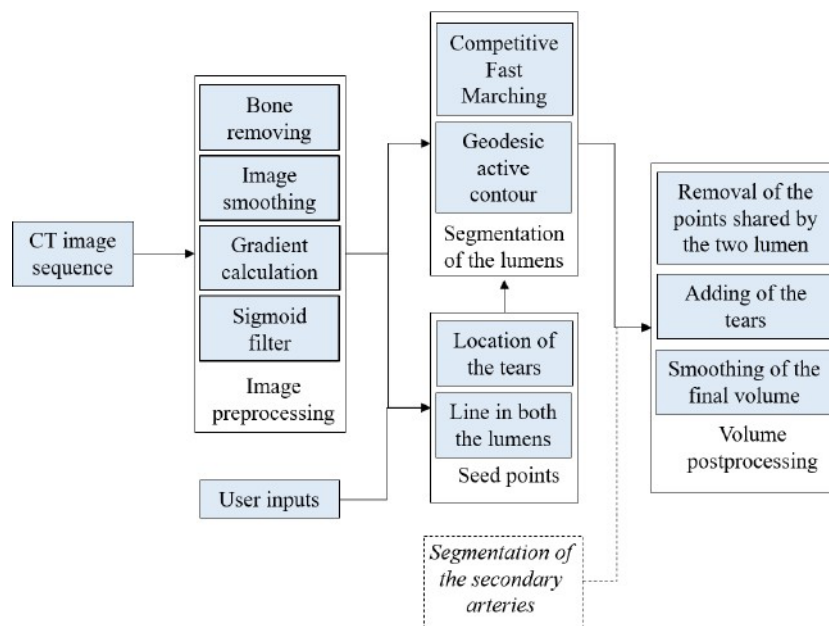 CT image
sequence
Bone
removing
Image
smoothing
Gradient
calculation
Sigmoid
filter
Image
preprocessing
User inputs
Competitive
Fast
Marching
Geodesic
active
contour
Segmentation
of the lumens
Location of
the tears
Line in both
the lumens
Seed points
Segmentation of
the secondary
arteries
Removal of the
points shared by
the two lumen
Adding of the
tears
Smoothing of the
final volume
Volume
postprocessing